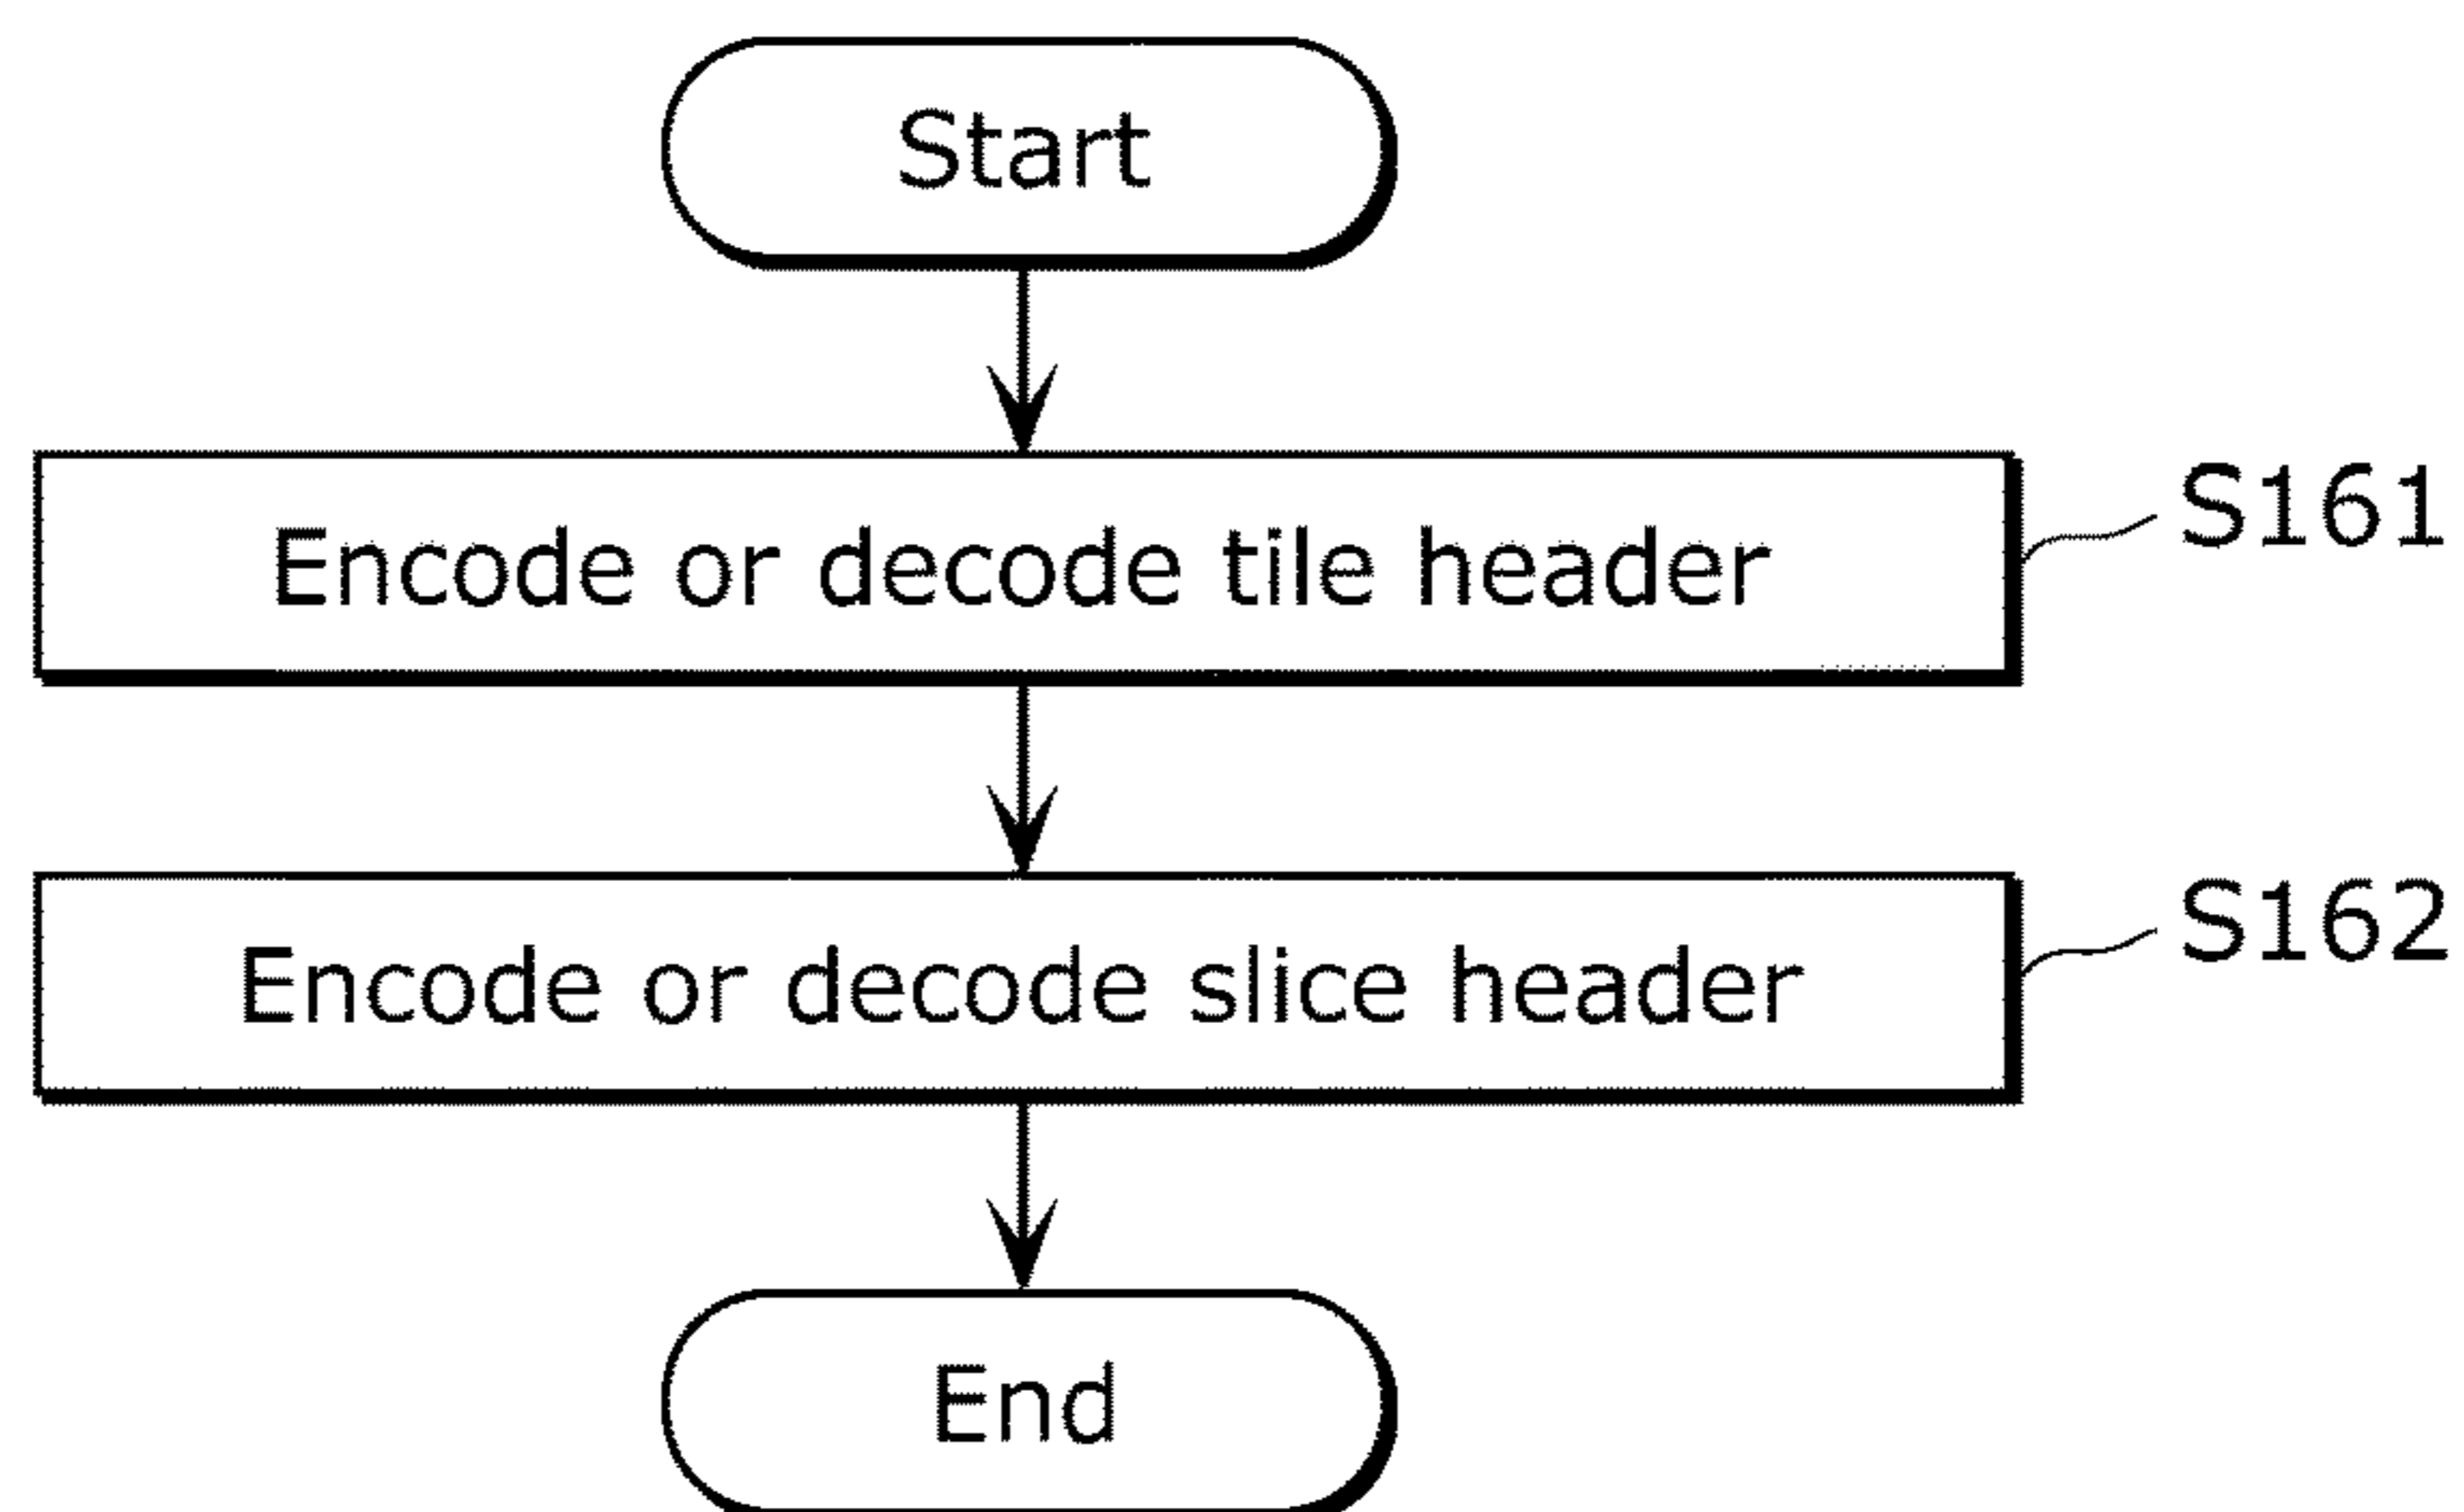 Start
Encode or decode tile header
S161
Encode or decode slice header
S162
End